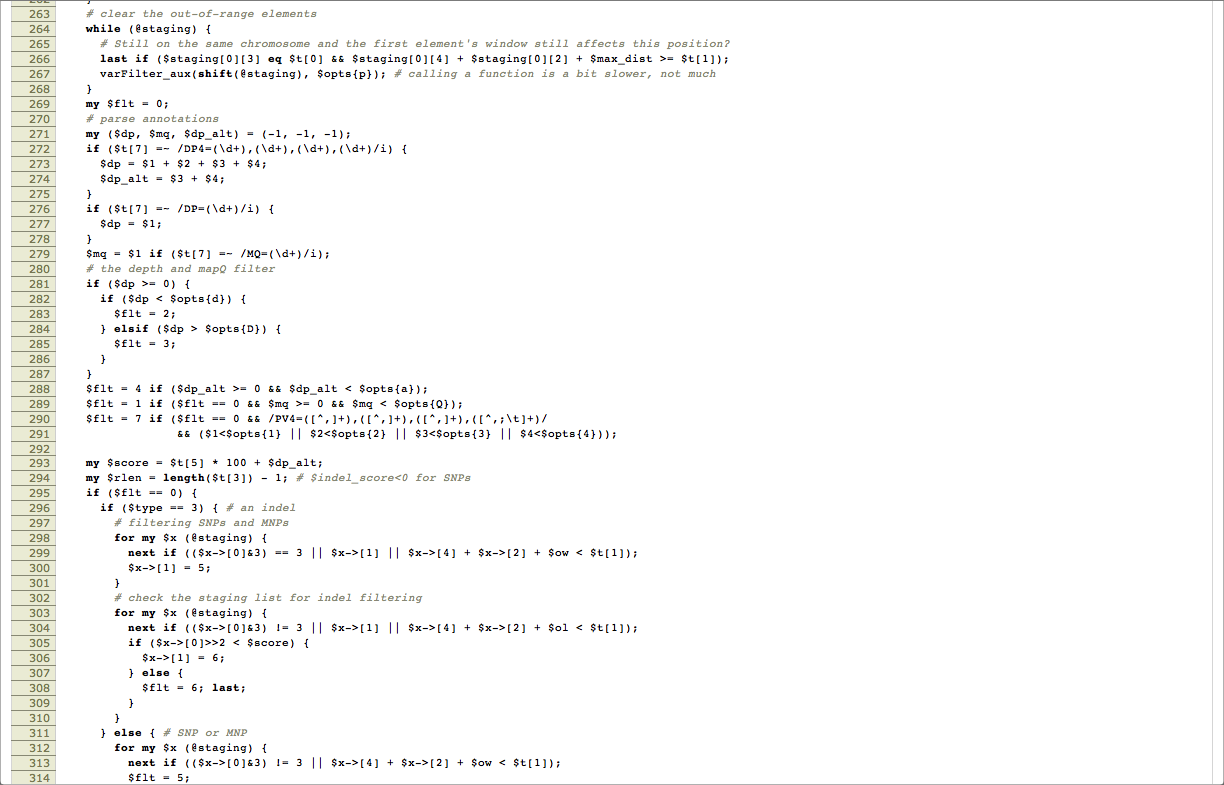 263 # clear the out-of-range elements
264 while (@staging) {
265 # Still on the same chromosome and the first element's window still affects this position?
266 last if ($staging[0][3] eq $t[0] && $staging[0][4] + $staging[0][2] + $max_dist >= $t[1]);
267 varFilter_aux(shift(@staging), $opts{p}); # calling a function is a bit slower, not much
268 }
269 my $flt = 0;
270 # parse annotations
271 my ($dp, $mq, $dp_alt) = (-1, -1, -1);
272 if ($t[7] =~ /DP4=(\d+),(\d+),(\d+),(\d+)/i) {
273 $dp = $1 + $2 + $3 + $4;
274 $dp_alt = $3 + $4;
275 }
276 if ($t[7] =~ /DP=(\d+)/i) {
277 $dp = $1;
278 }
279 $mq = $1 if ($t[7] =~ /MQ=(\d+)/i);
280 # the depth and mapQ filter
281 if ($dp >= 0) {
282 if ($dp < $opts{d}) {
283 $flt = 2;
284 } elsif ($dp > $opts{D}) {
285 $flt = 3;
286 }
287 }
288 $flt = 4 if ($dp_alt >= 0 && $dp_alt < $opts{a});
289 $flt = 1 if ($flt == 0 && $mq >= 0 && $mq < $opts{Q});
290 $flt = 7 if ($flt == 0 && /PV4=([^,]+),([^,]+),([^,]+),([^,;\t]+)/
291 && ($1<$opts{1} || $2<$opts{2} || $3<$opts{3} || $4<$opts{4}));
292
293 my $score = $t[5] * 100 + $dp_alt;
294 my $rlen = length($t[3]) - 1; # $indel_score<0 for SNPs
295 if ($flt == 0) {
296 if ($type == 3) { # an indel
297 # filtering SNPs and MNPs
298 for my $x (@staging) {
299 next if (($x->[0]&3) == 3 || $x->[1] || $x->[4] + $x->[2] + $ow < $t[1]);
300 $x->[1] = 5;
301 }
302 # check the staging list for indel filtering
303 for my $x (@staging) {
304 next if (($x->[0]&3) != 3 || $x->[1] || $x->[4] + $x->[2] + $ol < $t[1]);
305 if ($x->[0]>>2 < $score) {
306 $x->[1] = 6;
307 } else {
308 $flt = 6; last;
309 }
310 }
311 } else { # SNP or MNP
312 for my $x (@staging) {
313 next if (($x->[0]&3) != 3 || $x->[4] + $x->[2] + $ow < $t[1]);
314 $flt = 5;